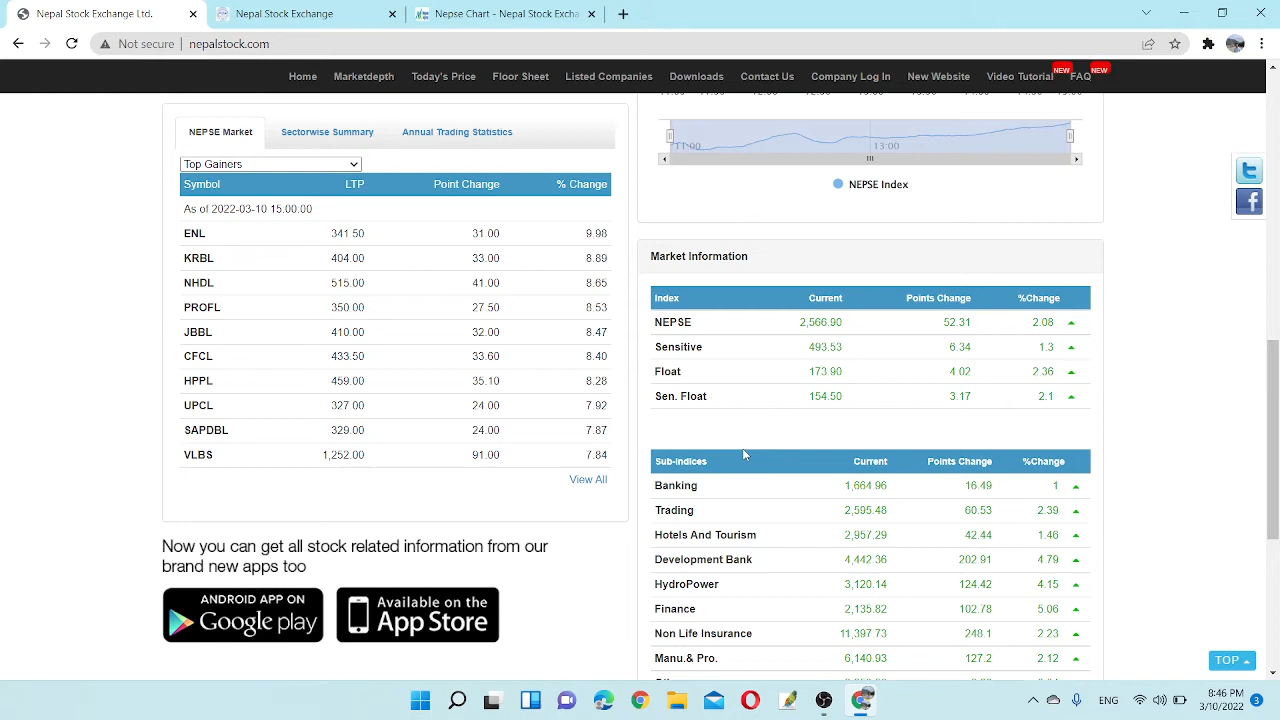 Nepal Stock Exchange Ltd.
Nepal Stock Exchange
Nepse Chart - Nepal Stock Excha
Not secure | nepalstock.com
Home Marketdepth Today's Price Floor Sheet Listed Companies Downloads Contact Us Company Log In New Website Video Tutorial NEW FAQ NEW
NEPSE Market Sectorwise Summary Annual Trading Statistics
Top Gainers
Symbol LTP Point Change % Change
As of 2022-03-10 15:00:00
ENL 341.50 31.00 9.98
KRBL 404.00 33.00 8.89
NHDL 515.00 41.00 8.65
PROFL 350.00 27.50 8.53
JBBL 410.00 32.00 8.47
CFCL 433.50 33.60 8.40
HPPL 459.00 35.10 8.28
UPCL 327.00 24.00 7.92
SAPDBL 329.00 24.00 7.87
VLBS 1,252.00 91.00 7.84
View All
Now you can get all stock related information from our
brand new apps too
ANDROID APP ON
Google play
Available on the
App Store
11:00 13:00
NEPSE Index
Market Information
Index Current Points Change %Change
NEPSE 2,566.90 52.31 2.08
Sensitive 493.53 6.34 1.3
Float 173.90 4.02 2.36
Sen. Float 154.50 3.17 2.1
Sub-Indices Current Points Change %Change
Banking 1,664.96 16.49 1
Trading 2,595.48 60.53 2.39
Hotels And Tourism 2,957.29 42.44 1.46
Development Bank 4,442.36 202.91 4.79
HydroPower 3,120.14 124.42 4.15
Finance 2,135.82 102.78 5.06
Non Life Insurance 11,397.73 248.1 2.23
Manu.& Pro. 6,140.93 127.2 2.12
TOP
ENG
8:46 PM
3/10/2022
3